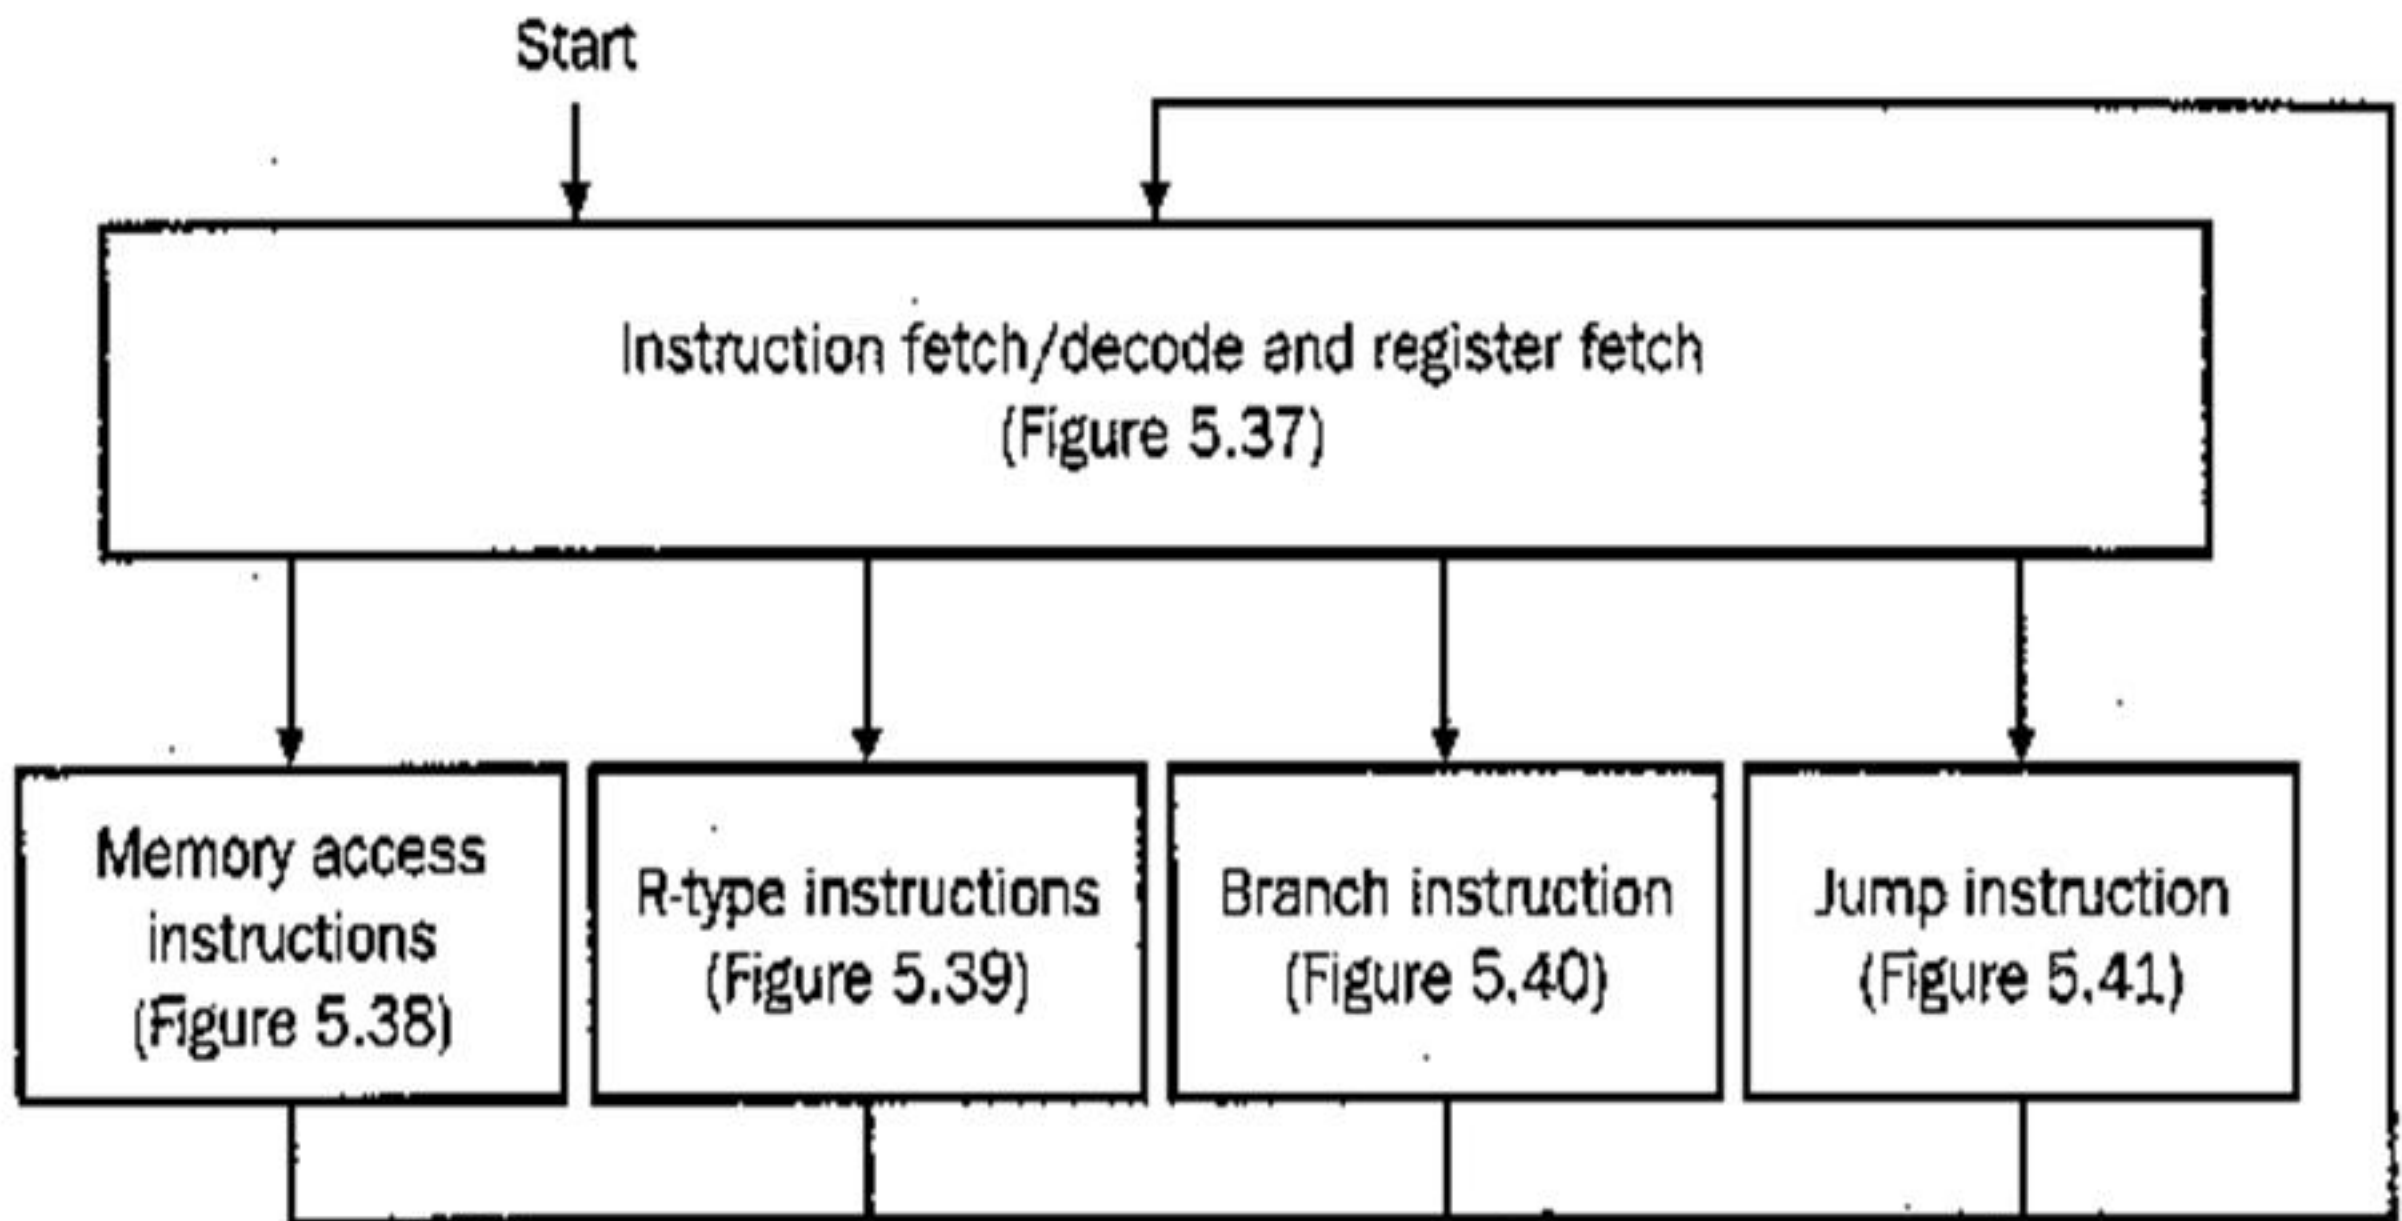 Start
Instruction fetch/decode and register fetch
(Figure 5.37)
Memory access
instructions
(Figure 5.38)
R-type instructions
(Figure 5.39)
Branch instruction
(Figure 5.40)
Jump instruction
(Figure 5.41)